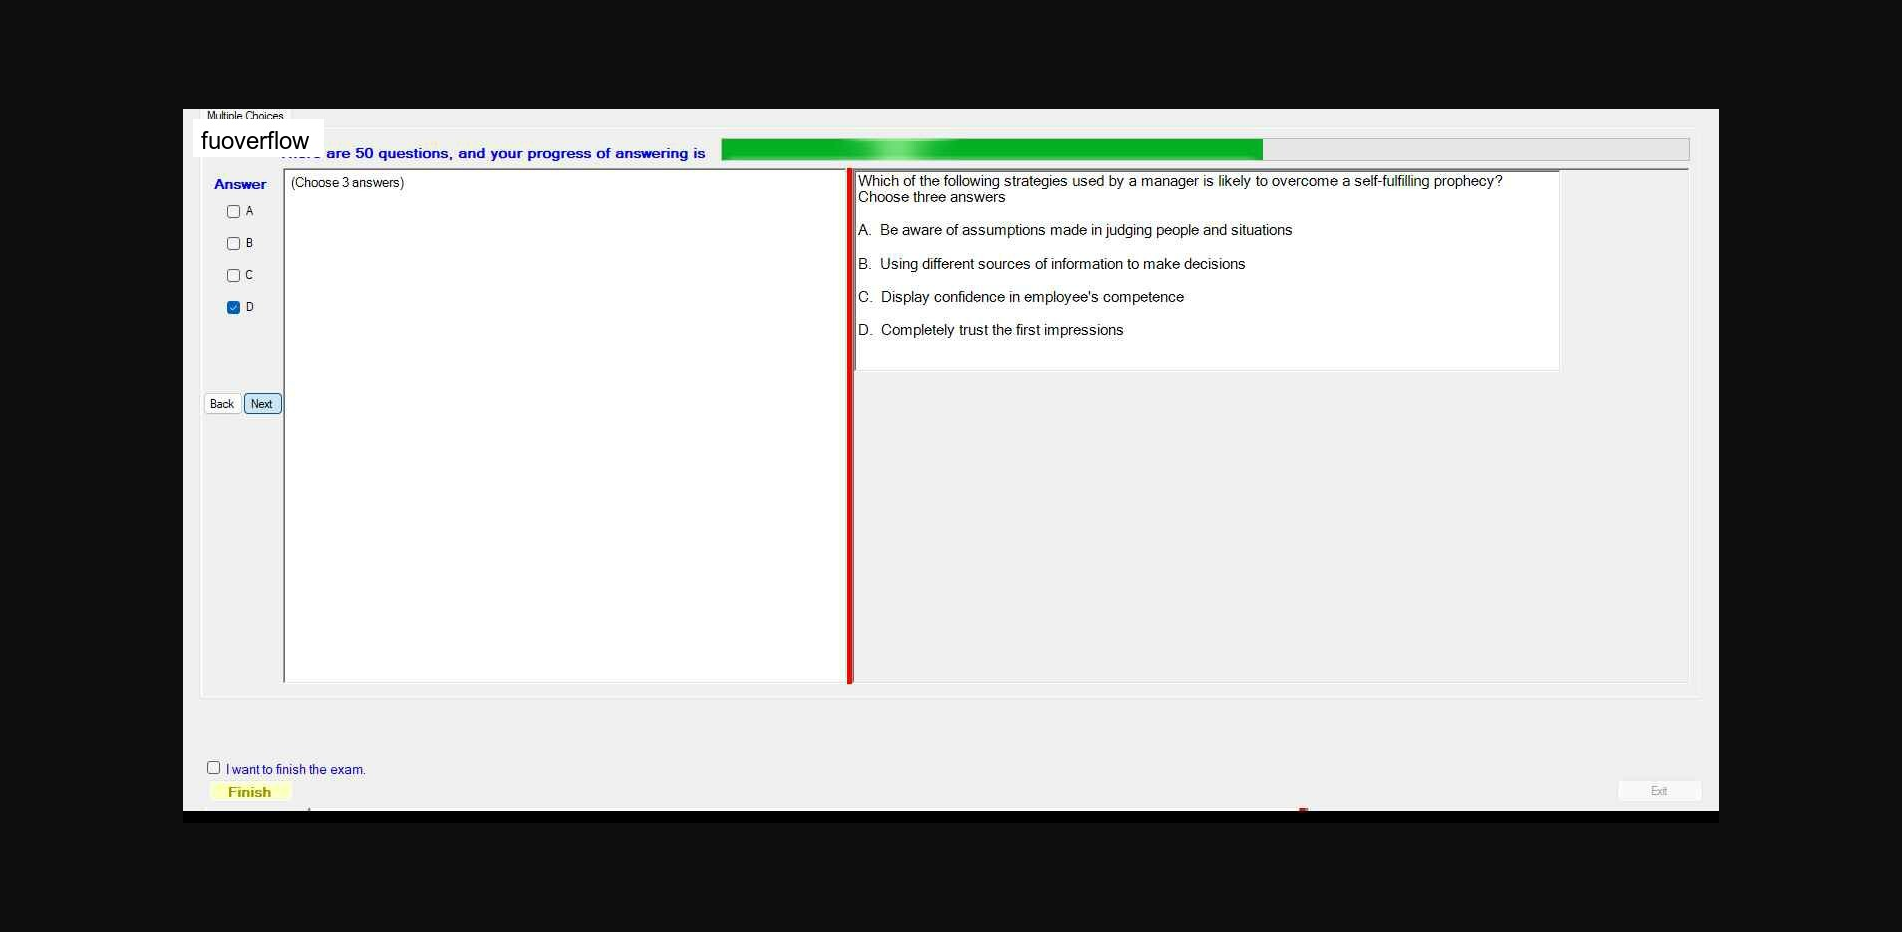 Multiple Choices
fuoverflow
are 50 questions, and your progress of answering is
Answer
(Choose 3 answers)
A
B
C
D
Back
Next
Which of the following strategies used by a manager is likely to overcome a self-fulfilling prophecy?
Choose three answers
A. Be aware of assumptions made in judging people and situations
B. Using different sources of information to make decisions
C. Display confidence in employee's competence
D. Completely trust the first impressions
I want to finish the exam.
Finish
Exit